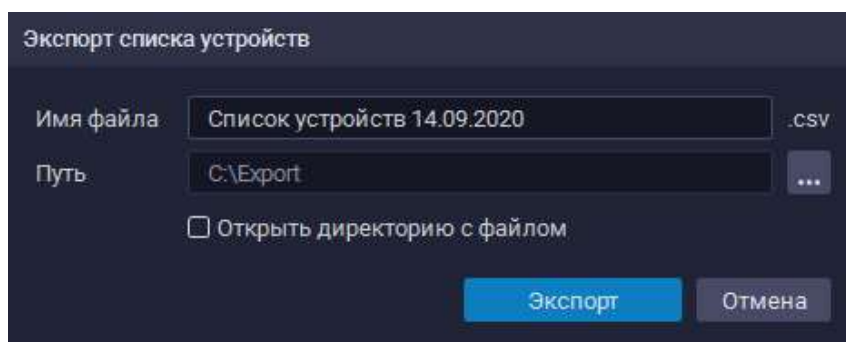 Экспорт списка устройств
Имя файла Список устройств 14.09.2020 .csv
Путь C:\Export ...
Открыть директорию с файлом
Экспорт Отмена